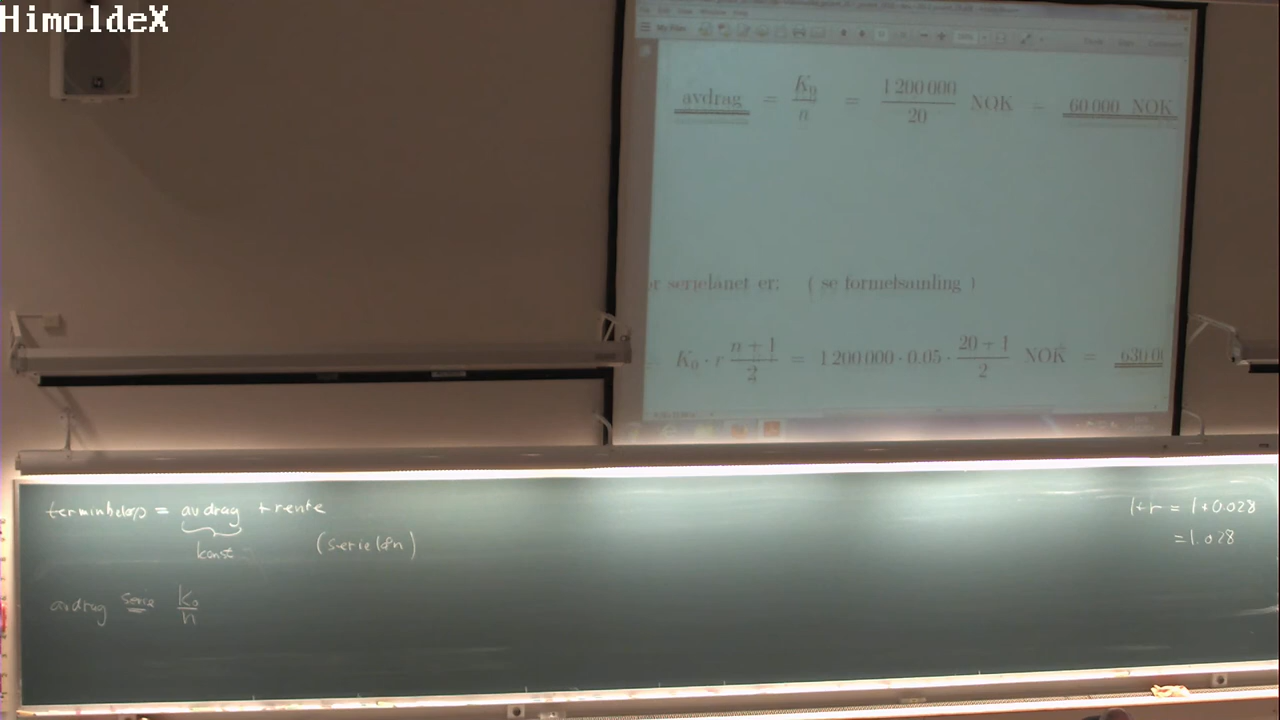 HimoldeX
My Plan
avdrag = K₀/n = 1 200 000/20 NOK = 60 000 NOK
serielånet er: ( se formelsamling )
K₀ · r n + 1/2 = 1 200 000 · 0.05 · 20 + 1/2 NOK = 630 0
terminbeløp = avdrag + rente
konst (serielån)
avdrag serie K₀/n
1+r = 1+0.028
= 1.028